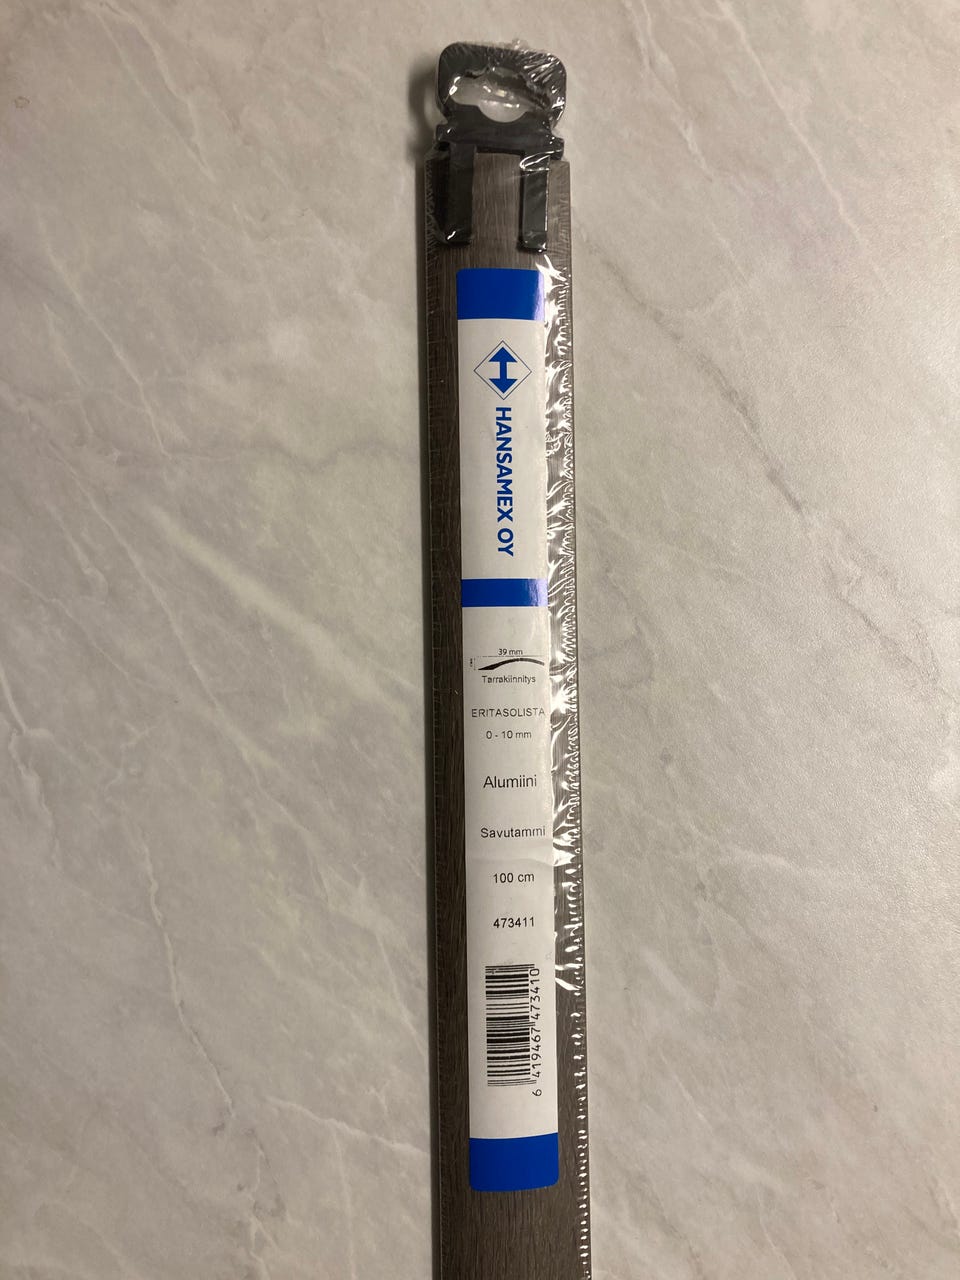 HANSAMEX OY
39 mm
Tarrakiinnitys
ERITASOLISTA
0 - 10 mm
Alumiini
Savutammi
100 cm
473411
6 419467 473410